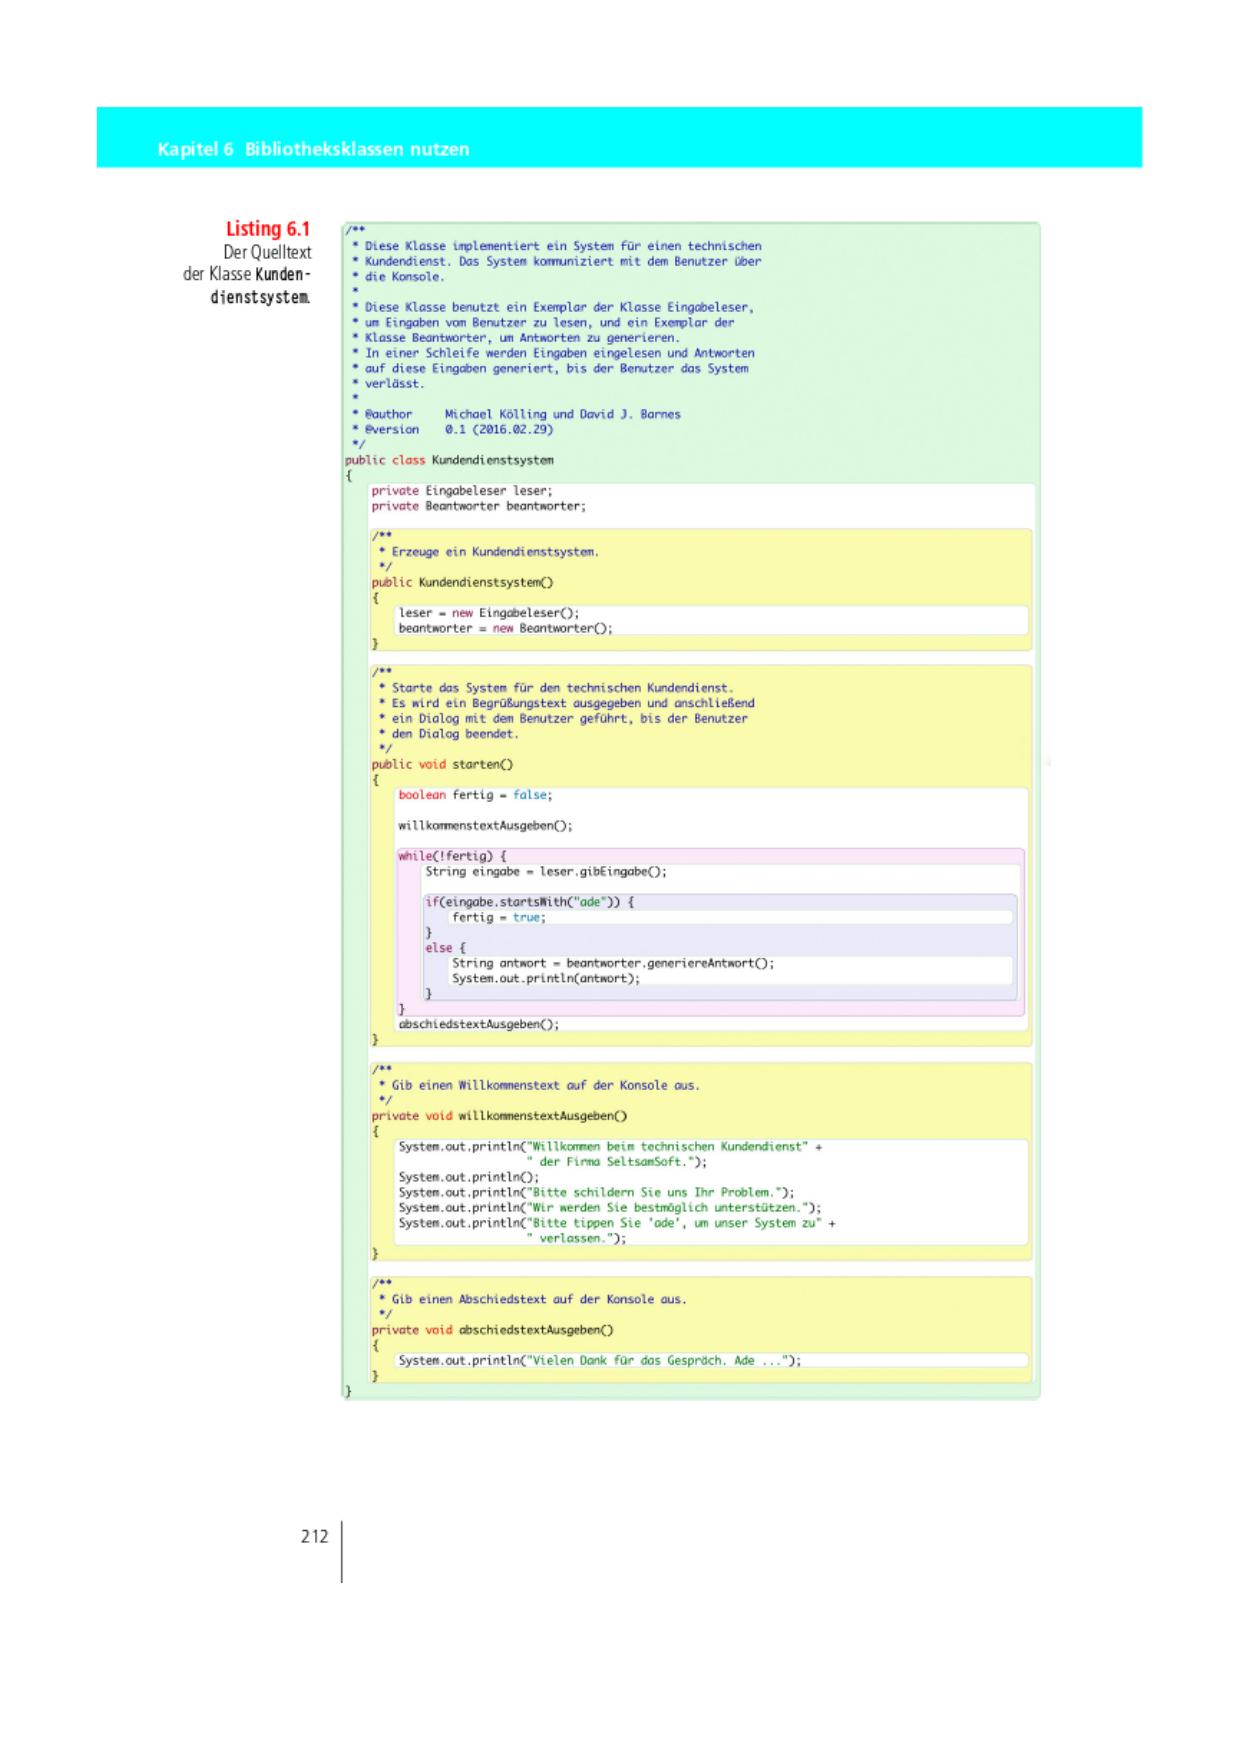 Kapitel 6 Bibliotheksklassen nutzen
Listing 6.1
Der Quelltext
der Klasse Kunden-
dienstsystem.
/**
 * Diese Klasse implementiert ein System für einen technischen
 * Kundendienst. Das System kommuniziert mit dem Benutzer über
 * die Konsole.
 *
 * Diese Klasse benutzt ein Exemplar der Klasse Eingabeleser,
 * um Eingaben vom Benutzer zu lesen, und ein Exemplar der
 * Klasse Beantworter, um Antworten zu generieren.
 * In einer Schleife werden Eingaben eingelesen und Antworten
 * auf diese Eingaben generiert, bis der Benutzer das System
 * verlässt.
 *
 * @author     Michael Kölling und David J. Barnes
 * @version    0.1 (2016.02.29)
 */
public class Kundendienstsystem
{
    private Eingabeleser leser;
    private Beantworter beantworter;
    /**
     * Erzeuge ein Kundendienstsystem.
     */
    public Kundendienstsystem()
    {
        leser = new Eingabeleser();
        beantworter = new Beantworter();
    }
    /**
     * Starte das System für den technischen Kundendienst.
     * Es wird ein Begrüßungstext ausgegeben und anschließend
     * ein Dialog mit dem Benutzer geführt, bis der Benutzer
     * den Dialog beendet.
     */
    public void starten()
    {
        boolean fertig = false;
        willkommenstextAusgeben();
        while(!fertig) {
            String eingabe = leser.gibEingabe();
            if(eingabe.startsWith("ade")) {
                fertig = true;
            }
            else {
                String antwort = beantworter.generiereAntwort();
                System.out.println(antwort);
            }
        }
        abschiedstextAusgeben();
    }
    /**
     * Gib einen Willkommenstext auf der Konsole aus.
     */
    private void willkommenstextAusgeben()
    {
        System.out.println("Willkommen beim technischen Kundendienst" +
                           " der Firma SeltsamSoft.");
        System.out.println();
        System.out.println("Bitte schildern Sie uns Ihr Problem.");
        System.out.println("Wir werden Sie bestmöglich unterstützen.");
        System.out.println("Bitte tippen Sie 'ade', um unser System zu" +
                           " verlassen.");
    }
    /**
     * Gib einen Abschiedstext auf der Konsole aus.
     */
    private void abschiedstextAusgeben()
    {
        System.out.println("Vielen Dank für das Gespräch. Ade ...");
    }
}
212